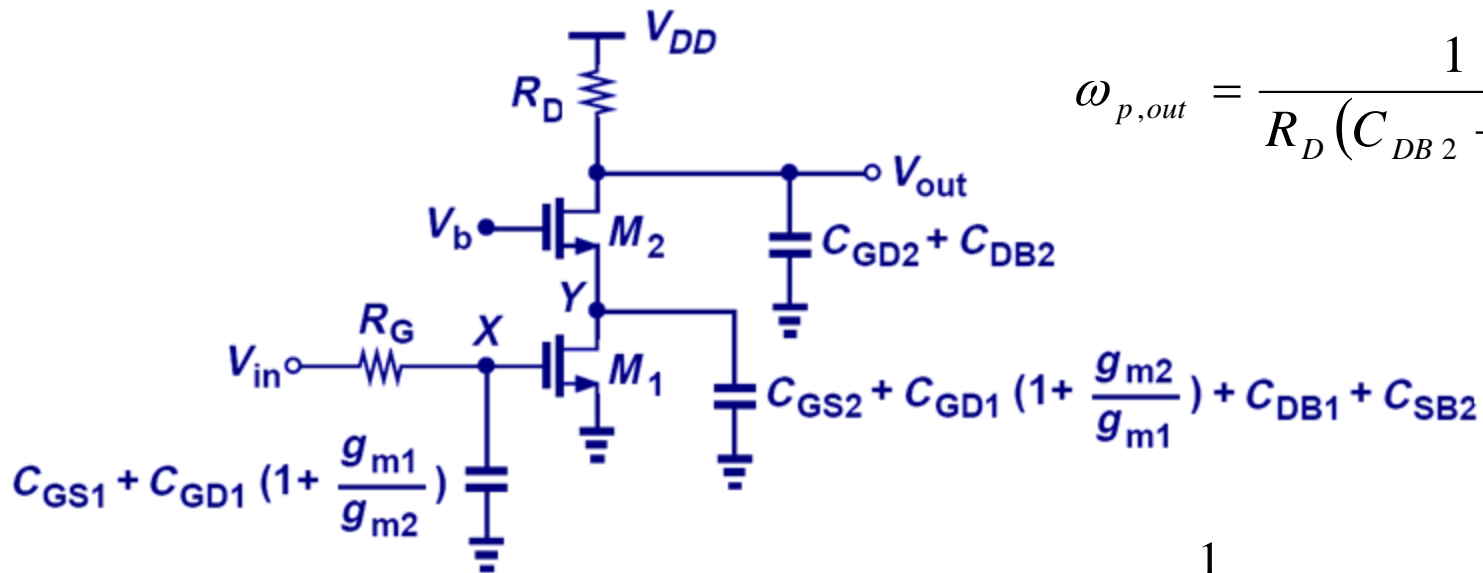 V_DD
R_D
ω_p,out = 1 / R_D (C_DB2 -
V_out
V_b
M_2
C_GD2 + C_DB2
Y
R_G
X
V_in
M_1
C_GS2 + C_GD1 (1+ g_m2 / g_m1 ) + C_DB1 + C_SB2
C_GS1 + C_GD1 (1+ g_m1 / g_m2 )
1